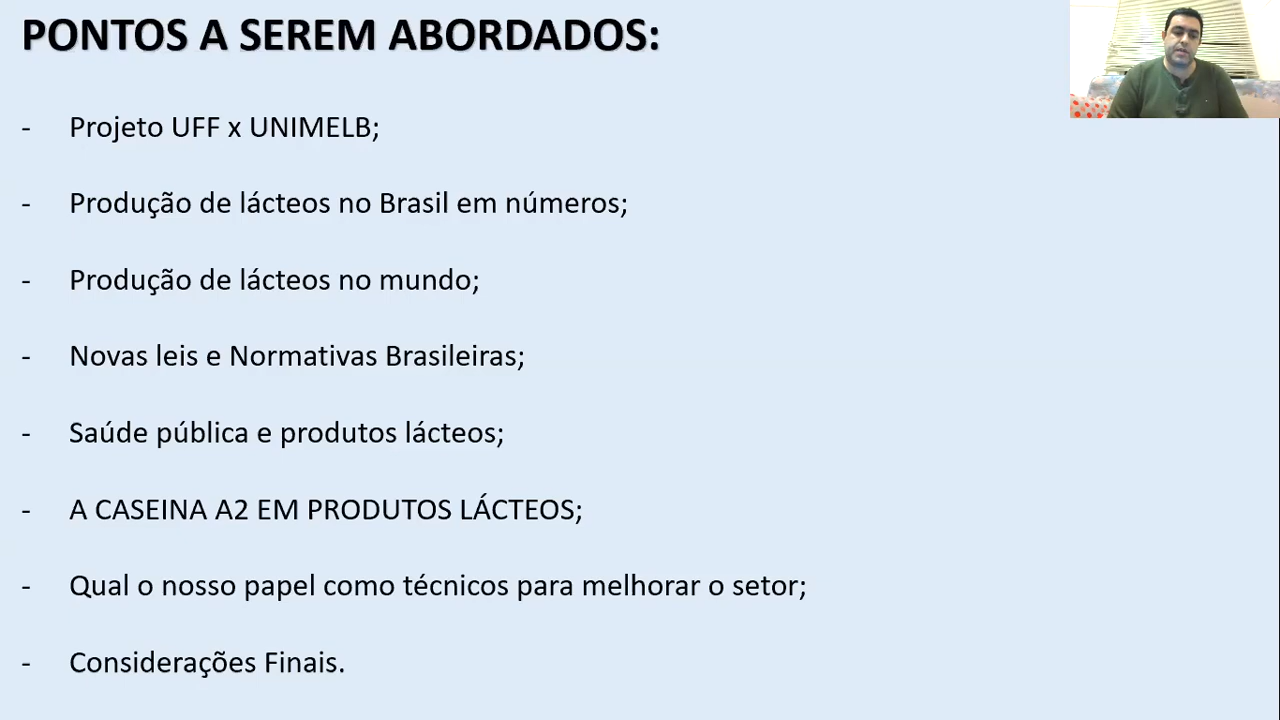 PONTOS A SEREM ABORDADOS:
- Projeto UFF x UNIMELB;
- Produção de lácteos no Brasil em números;
- Produção de lácteos no mundo;
- Novas leis e Normativas Brasileiras;
- Saúde pública e produtos lácteos;
- A CASEINA A2 EM PRODUTOS LÁCTEOS;
- Qual o nosso papel como técnicos para melhorar o setor;
- Considerações Finais.